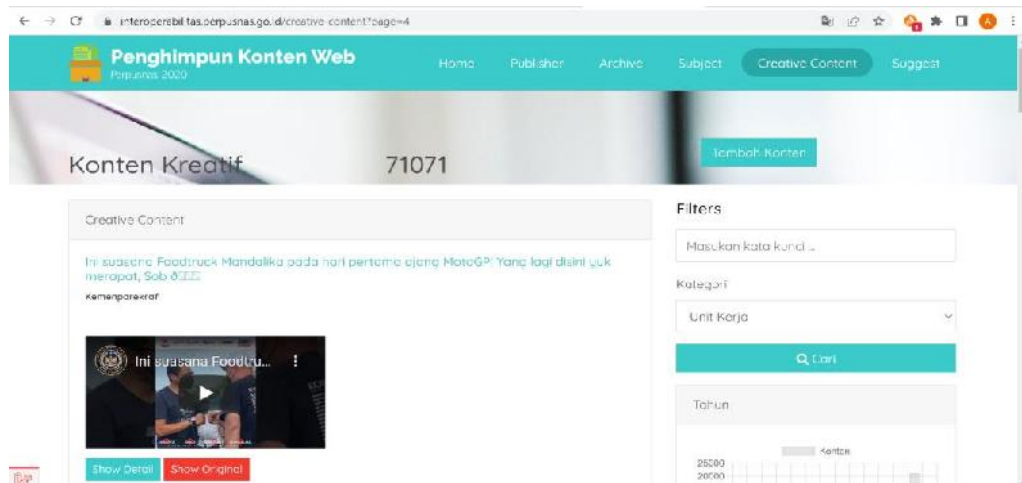 interoperabilitas.perpusnas.go.id/creative-content?page=4
Penghimpun Konten Web
Perpusnas 2020
Home Publisher Archive Subject Creative Content Suggest
Konten Kreatif 71071
Tambah Konten
Creative Content
Ini suasana Foodtruck Mandalika pada hari pertama ajang MotoGP! Yang lagi disini yuk
merapat, Sob
Kemenparekraf
Ini suasana Foodtru...
Show Detail Show Original
Filters
Masukan kata kunci ...
Kategori
Unit Kerja
Cari
Tahun
Konten
25000
20000